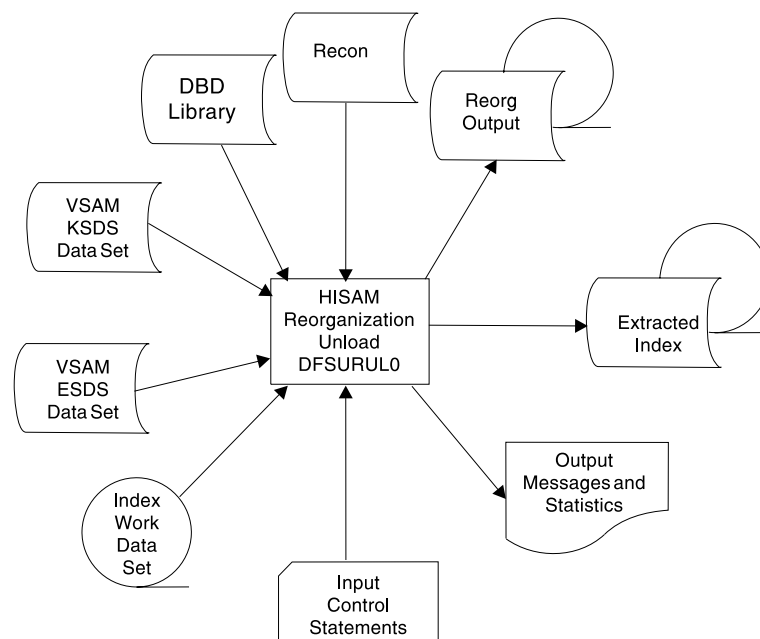 Recon
DBD
Library
Reorg
Output
VSAM
KSDS
Data Set
HISAM
Reorganization
Unload
DFSURUL0
Extracted
Index
VSAM
ESDS
Data Set
Output
Messages and
Statistics
Index
Work
Data
Set
Input
Control
Statements